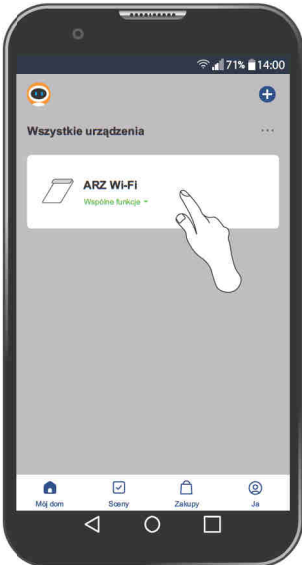 71% 14:00
Wszystkie urządzenia
ARZ Wi-Fi
Wspólne funkcje
Mój dom Sceny Zakupy Ja